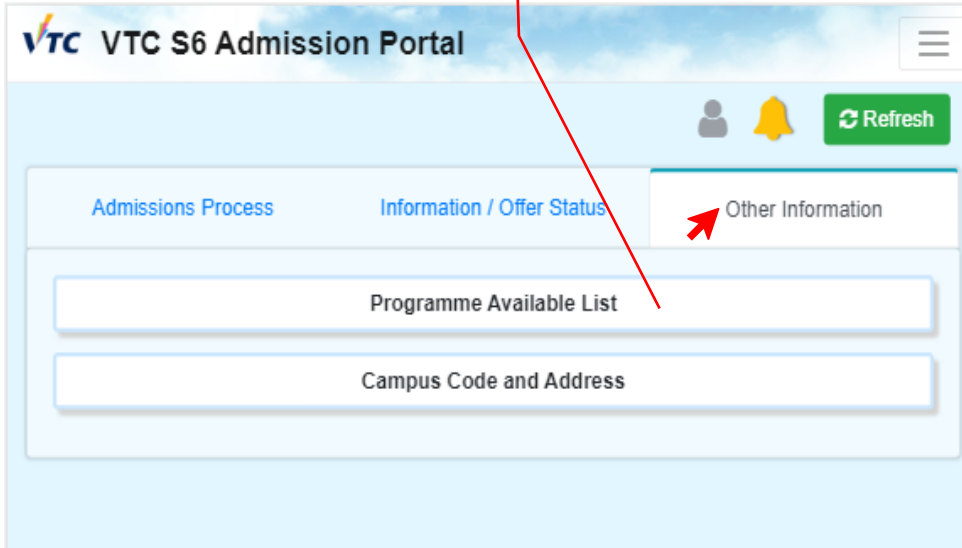 VTC VTC S6 Admission Portal
Refresh
Admissions Process Information / Offer Status Other Information
Programme Available List
Campus Code and Address